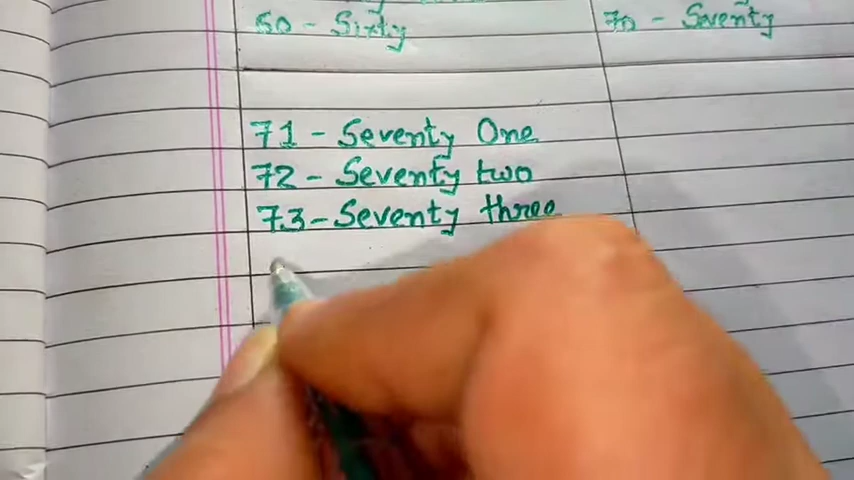 60 - Sixty
70 - Seventy
71 - Seventy One
72 - Seventy two
73 - Seventy three